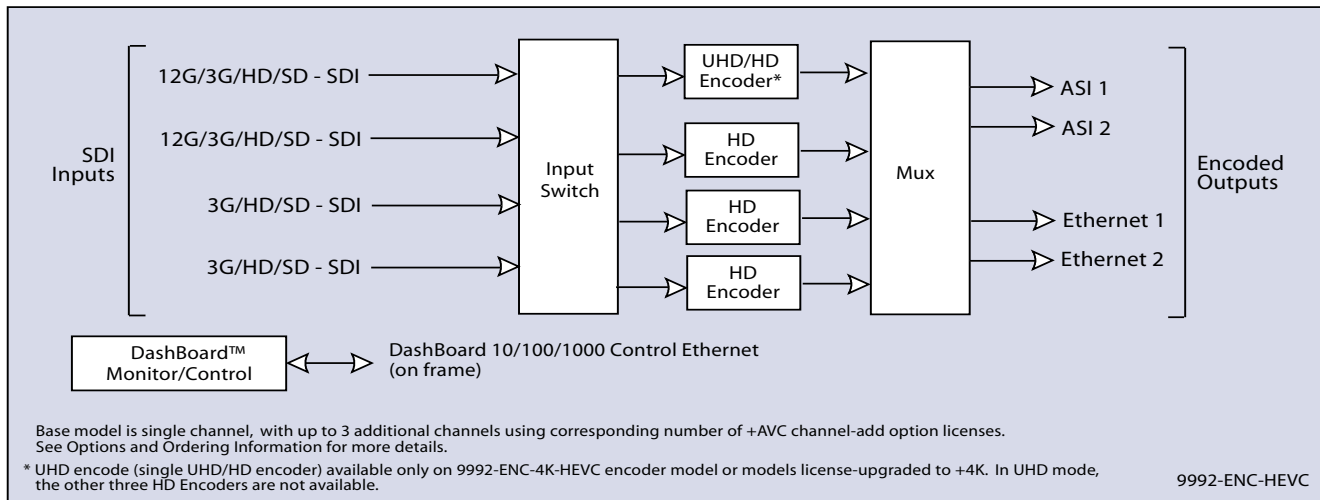 12G/3G/HD/SD - SDI
12G/3G/HD/SD - SDI
3G/HD/SD - SDI
3G/HD/SD - SDI
SDI
Inputs
Input
Switch
UHD/HD
Encoder*
HD
Encoder
HD
Encoder
HD
Encoder
Mux
ASI 1
ASI 2
Ethernet 1
Ethernet 2
Encoded
Outputs
DashBoard™
Monitor/Control
DashBoard 10/100/1000 Control Ethernet
(on frame)
Base model is single channel, with up to 3 additional channels using corresponding number of +AVC channel-add option licenses.
See Options and Ordering Information for more details.
* UHD encode (single UHD/HD encoder) available only on 9992-ENC-4K-HEVC encoder model or models license-upgraded to +4K. In UHD mode,
the other three HD Encoders are not available.
9992-ENC-HEVC